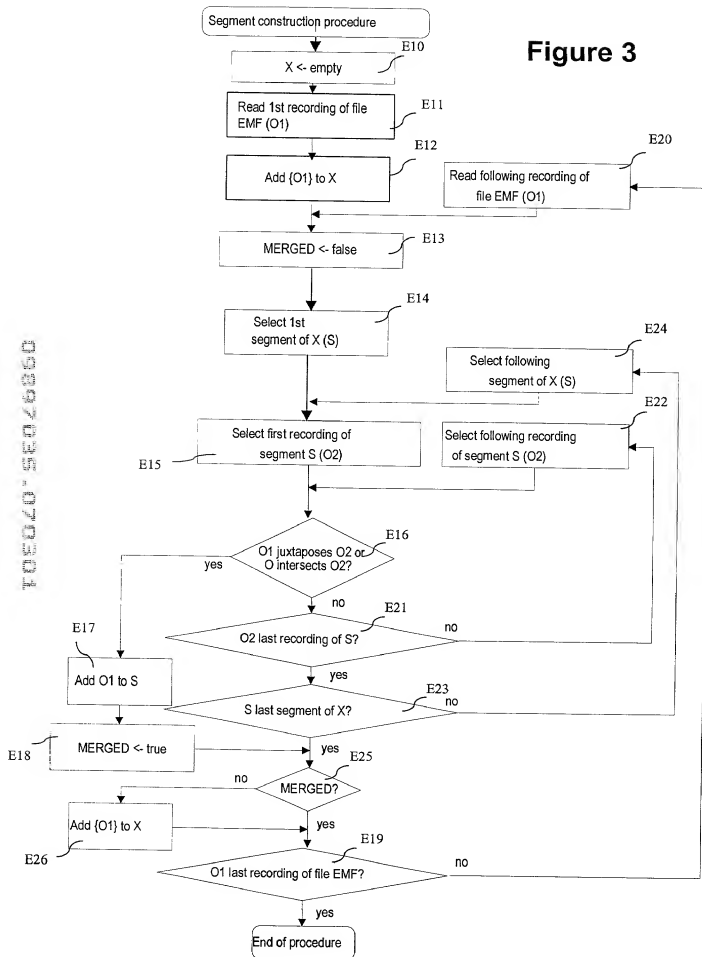 Segment construction procedure
Figure 3
E10
X <- empty
E11
Read 1st recording of file
EMF (O1)
E12
Add {O1} to X
E20
Read following recording of
file EMF (O1)
E13
MERGED <- false
E14
Select 1st
segment of X (S)
E24
Select following
segment of X (S)
E22
Select first recording of
segment S (O2)
E15
Select following recording
of segment S (O2)
E16
O1 juxtaposes O2 or
O intersects O2?
yes
no
E17
E21
O2 last recording of S?
no
Add O1 to S
yes
E23
S last segment of X?
no
E18
MERGED <- true
yes
E25
no
MERGED?
Add {O1} to X
yes
E26
E19
O1 last recording of file EMF?
no
yes
End of procedure